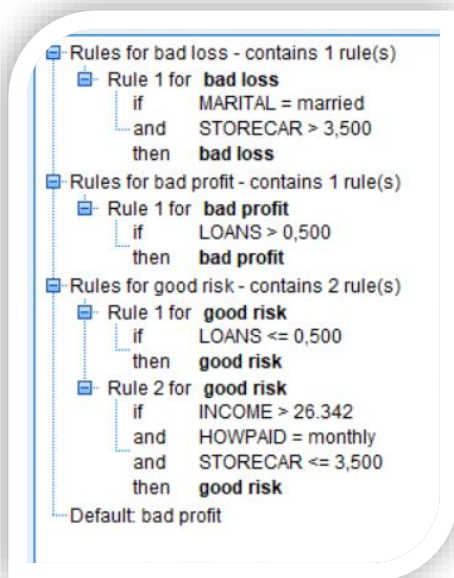 Rules for bad loss - contains 1 rule(s)
Rule 1 for bad loss
if MARITAL = married
and STORECAR > 3,500
then bad loss
Rules for bad profit - contains 1 rule(s)
Rule 1 for bad profit
if LOANS > 0,500
then bad profit
Rules for good risk - contains 2 rule(s)
Rule 1 for good risk
if LOANS <= 0,500
then good risk
Rule 2 for good risk
if INCOME > 26.342
and HOWPAID = monthly
and STORECAR <= 3,500
then good risk
Default: bad profit